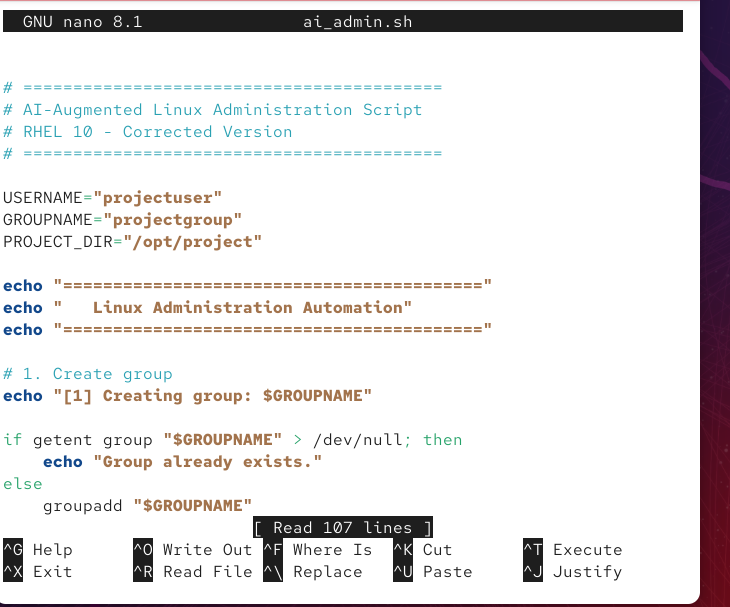 GNU nano 8.1 ai_admin.sh
# ==========================================
# AI-Augmented Linux Administration Script
# RHEL 10 - Corrected Version
# ==========================================
USERNAME="projectuser"
GROUPNAME="projectgroup"
PROJECT_DIR="/opt/project"
echo "=========================================="
echo "   Linux Administration Automation"
echo "=========================================="
# 1. Create group
echo "[1] Creating group: $GROUPNAME"
if getent group "$GROUPNAME" > /dev/null; then
    echo "Group already exists."
else
    groupadd "$GROUPNAME"
[ Read 107 lines ]
^G Help ^O Write Out ^F Where Is ^K Cut ^T Execute
^X Exit ^R Read File ^\ Replace ^U Paste ^J Justify